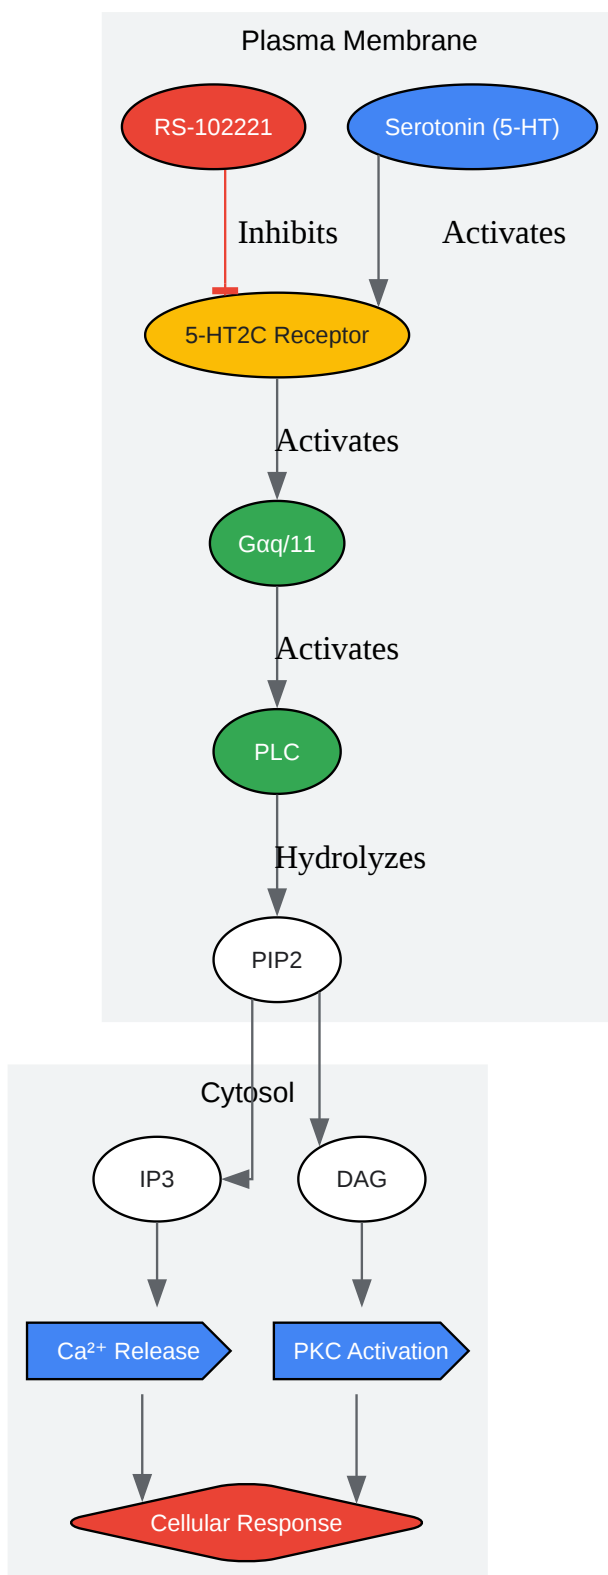 Plasma Membrane
RS-102221
Serotonin (5-HT)
Inhibits
Activates
5-HT2C Receptor
Activates
Gαq/11
Activates
PLC
Hydrolyzes
PIP2
Cytosol
IP3
DAG
Ca²⁺ Release
PKC Activation
Cellular Response